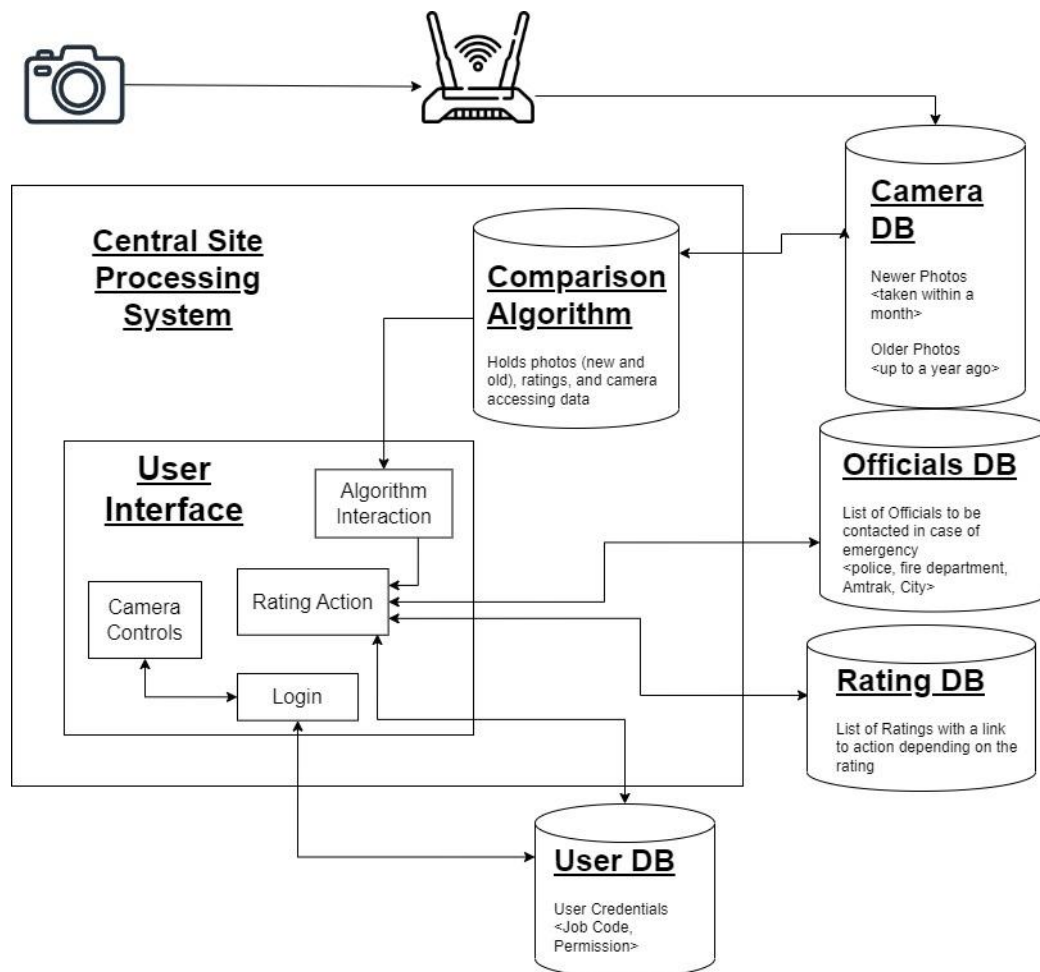 Camera
DB
Newer Photos
<taken within a
month>
Older Photos
<up to a year ago>
Central Site
Processing
System
Comparison
Algorithm
Holds photos (new and
old), ratings, and camera
accessing data
User
Interface
Algorithm
Interaction
Rating Action
Camera
Controls
Login
Officials DB
List of Officials to be
contacted in case of
emergency
<police, fire department,
Amtrak, City>
Rating DB
List of Ratings with a link
to action depending on the
rating
User DB
User Credentials
<Job Code,
Permission>